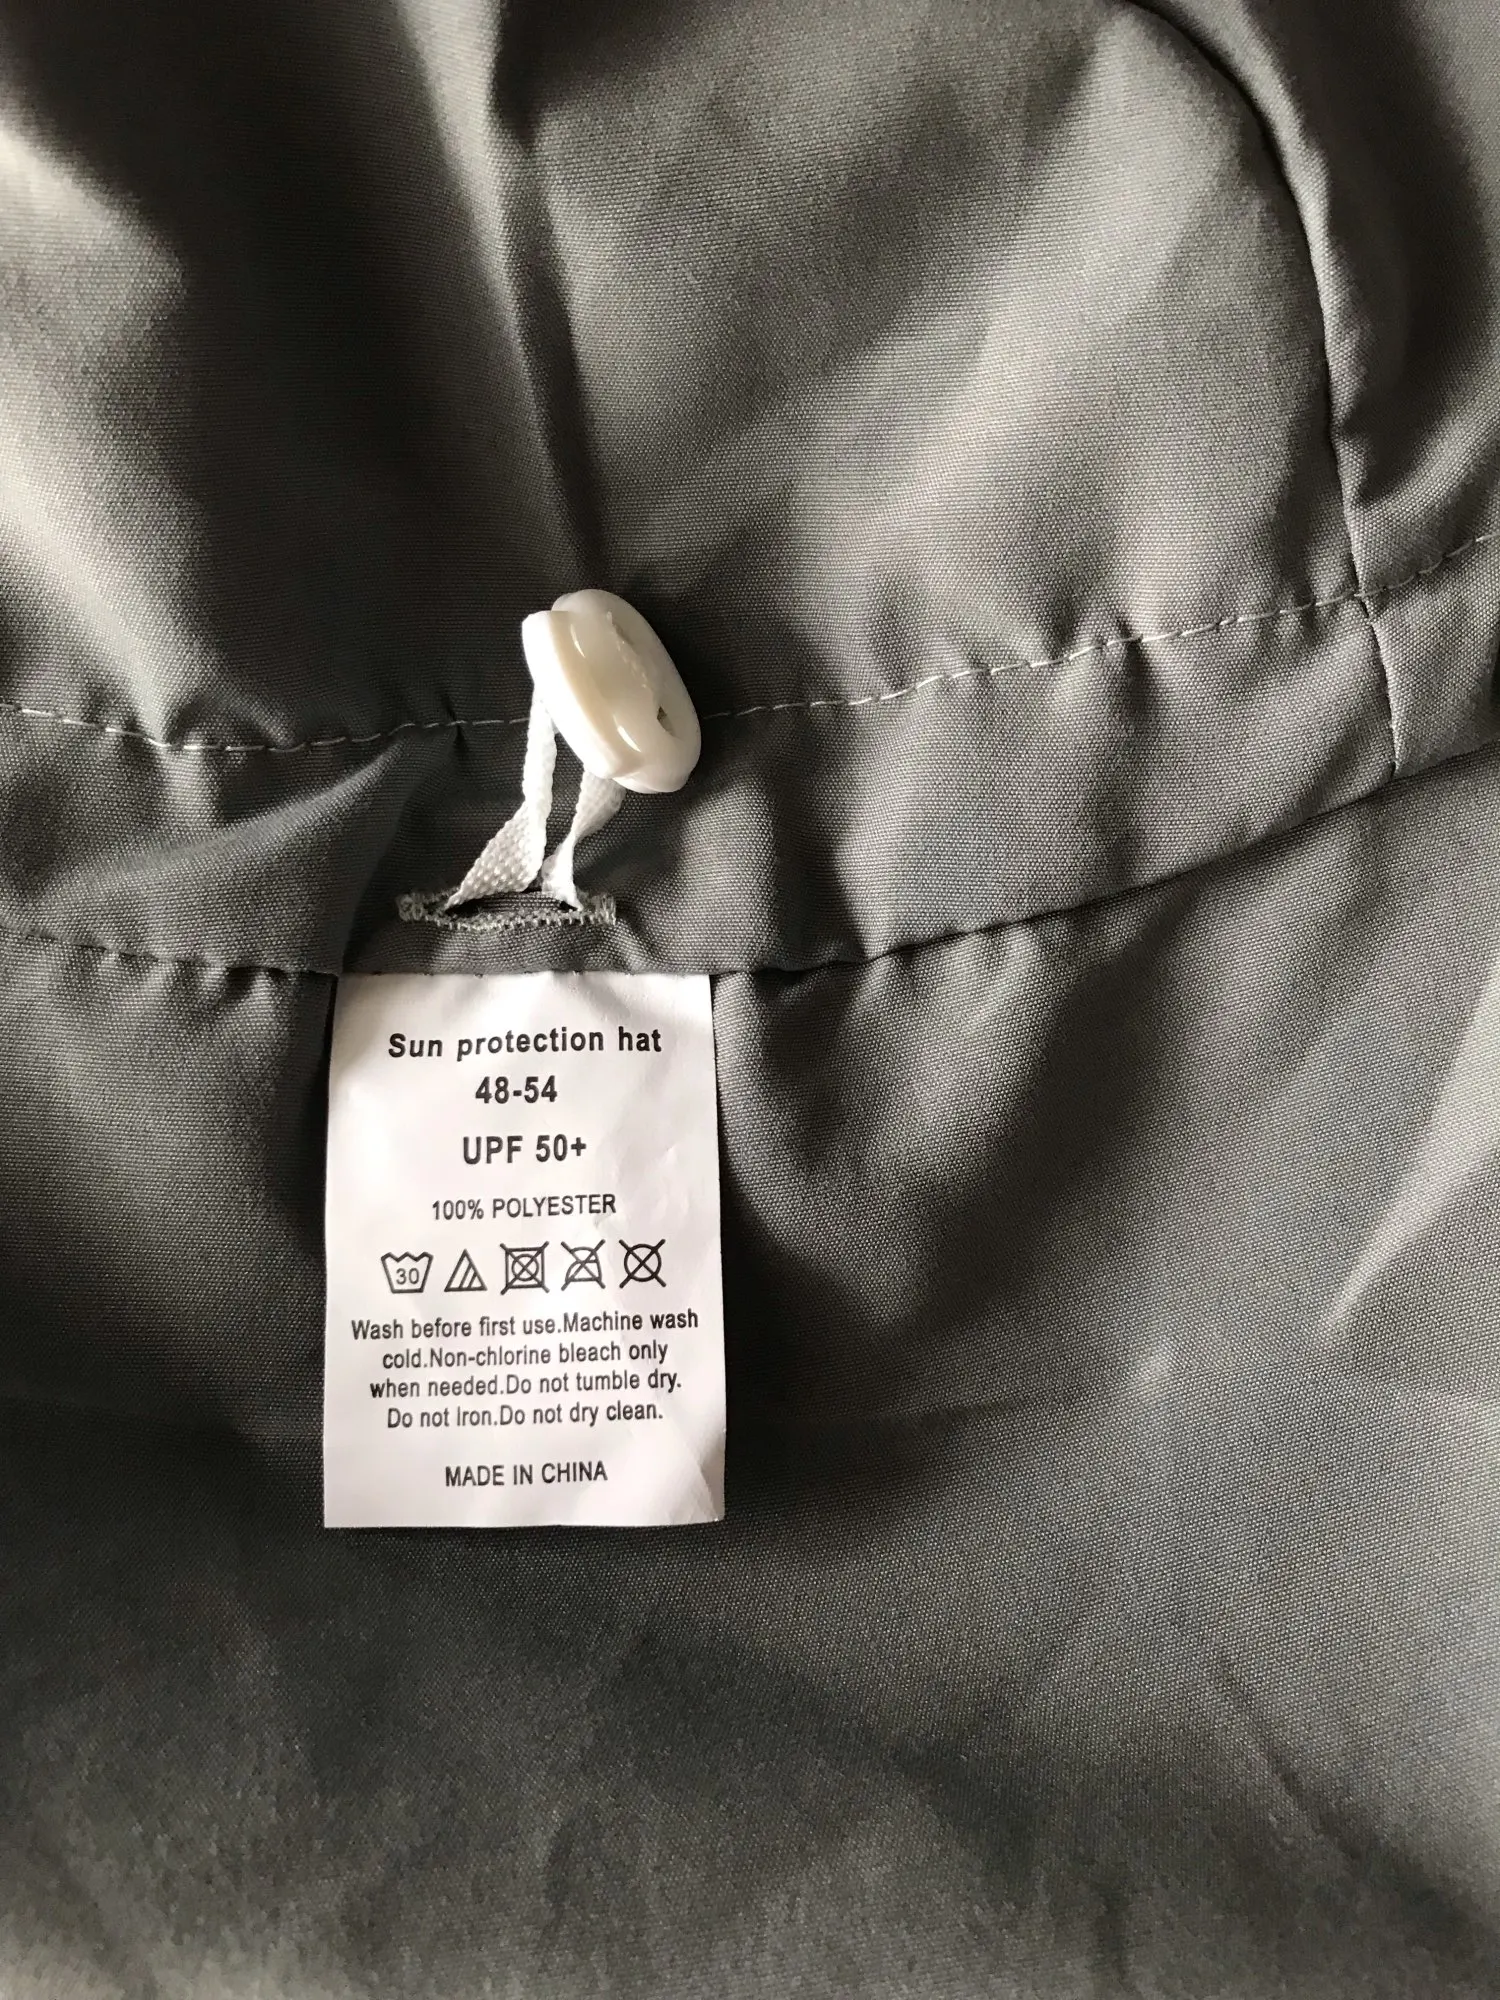 Sun protection hat
48-54
UPF 50+
100% POLYESTER
30
Wash before first use.Machine wash
cold.Non-chlorine bleach only
when needed.Do not tumble dry.
Do not Iron.Do not dry clean.
MADE IN CHINA